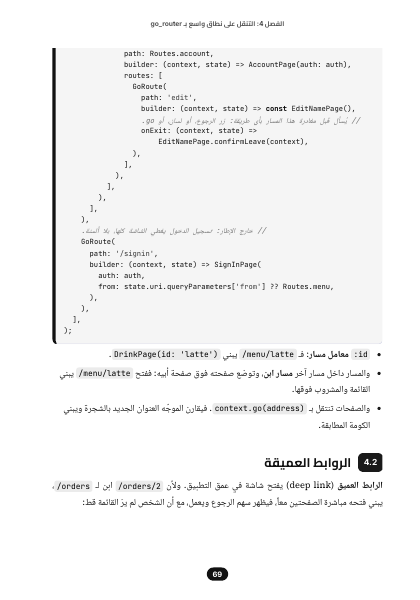 الفصل 4: التنقل على نطاق واسع بـ go_router
path: Routes.account,
builder: (context, state) => AccountPage(auth: auth),
routes: [
GoRoute(
path: 'edit',
builder: (context, state) => const EditNamePage(),
// يُسأل قبل مغادرة هذا المسار بأي طريقة: زر الرجوع، أو لسان، أو go.
onExit: (context, state) =>
EditNamePage.confirmLeave(context),
),
],
),
],
),
],
),
// خارج الإطار: تسجيل الدخول يغطي الشاشة كلها، بلا ألسنة.
GoRoute(
path: '/signin',
builder: (context, state) => SignInPage(
auth: auth,
from: state.uri.queryParameters['from'] ?? Routes.menu,
),
),
],
);
• :id معامل مسار: فـ /menu/latte يبني DrinkPage(id: 'latte').
• والمسار داخل مسار آخر مسار ابن، وتوضع صفحته فوق صفحة أبيه: ففتح /menu/latte يبني
القائمة والمشروب فوقها.
• والصفحات تنتقل بـ context.go(address). فيقارن الموجّه العنوان الجديد بالشجرة ويبني
الكومة المطابقة.
4.2 الروابط العميقة
الرابط العميق (deep link) يفتح شاشة في عمق التطبيق. ولأن /orders/2 ابن لـ /orders،
يبني فتحه مباشرة الصفحتين معاً، فيظهر سهم الرجوع ويعمل، مع أن الشخص لم يزر القائمة قط:
69